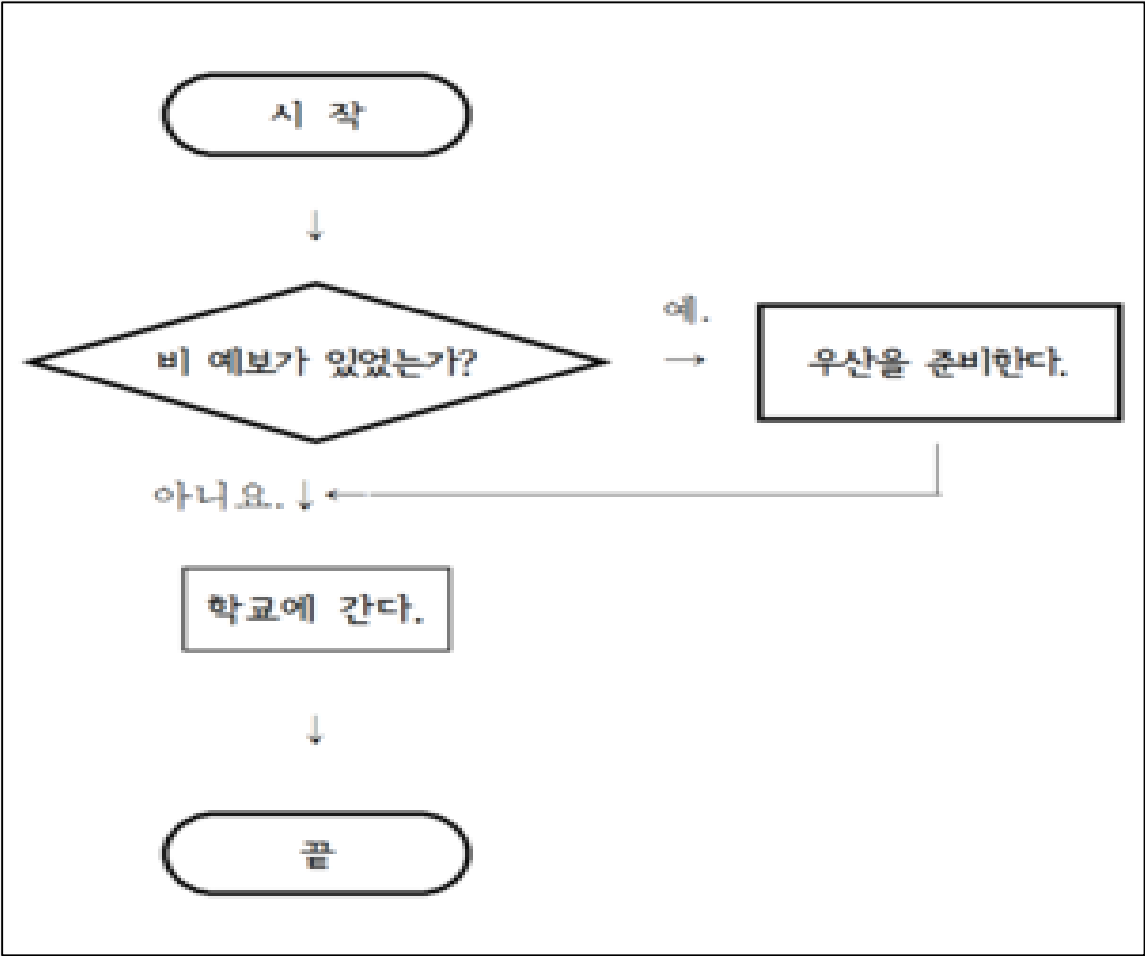 시 작
비 예보가 있었는가?
예.
우산을 준비한다.
아니요.
학교에 간다.
끝